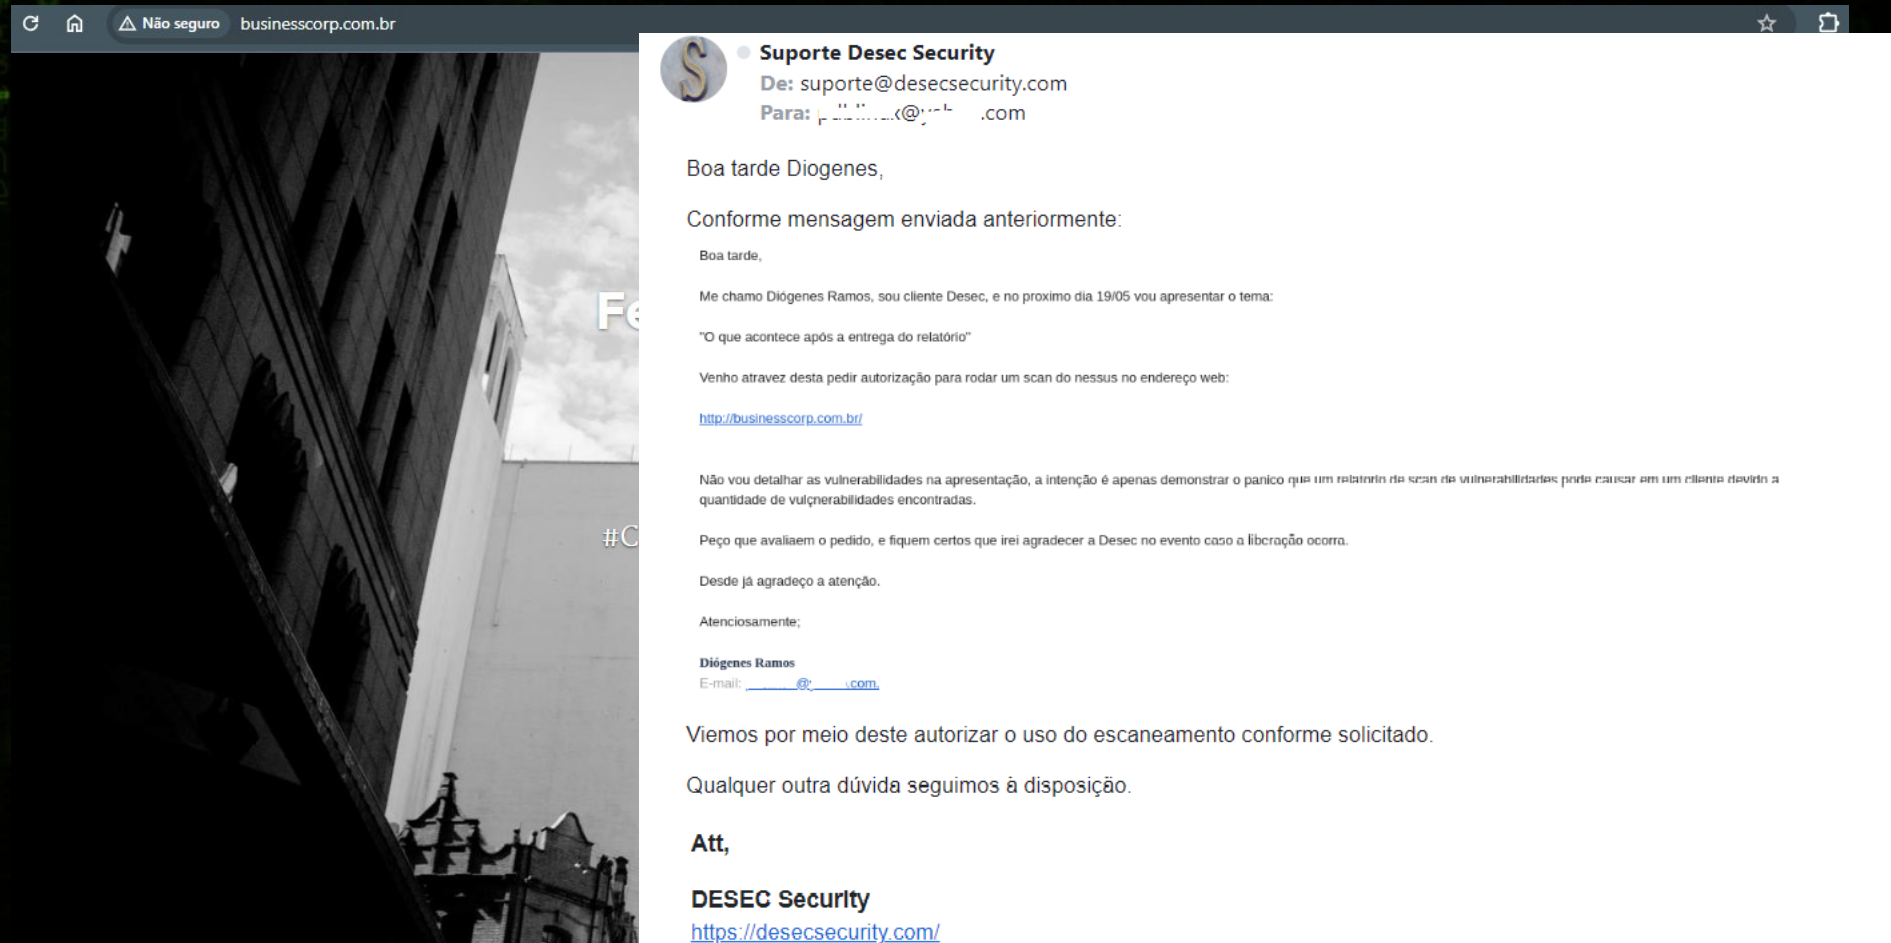 Não seguro businesscorp.com.br
Fe
#C
Suporte Desec Security
De: suporte@desecsecurity.com
Para: .com
Boa tarde Diogenes,
Conforme mensagem enviada anteriormente:
Boa tarde,
Me chamo Diógenes Ramos, sou cliente Desec, e no proximo dia 19/05 vou apresentar o tema:
"O que acontece após a entrega do relatório"
Venho atravez desta pedir autorização para rodar um scan do nessus no endereço web:
http://businesscorp.com.br/
Não vou detalhar as vulnerabilidades na apresentação, a intenção é apenas demonstrar o panico que um relatorio de scan de vulnerabilidades pode causar em um cliente devido a
quantidade de vulçnerabilidades encontradas.
Peço que avaliaem o pedido, e fiquem certos que irei agradecer a Desec no evento caso a liberação ocorra.
Desde já agradeço a atenção.
Atenciosamente;
Diógenes Ramos
E-mail: @ .com.
Viemos por meio deste autorizar o uso do escaneamento conforme solicitado.
Qualquer outra dúvida seguimos à disposição.
Att,
DESEC Security
https://desecsecurity.com/